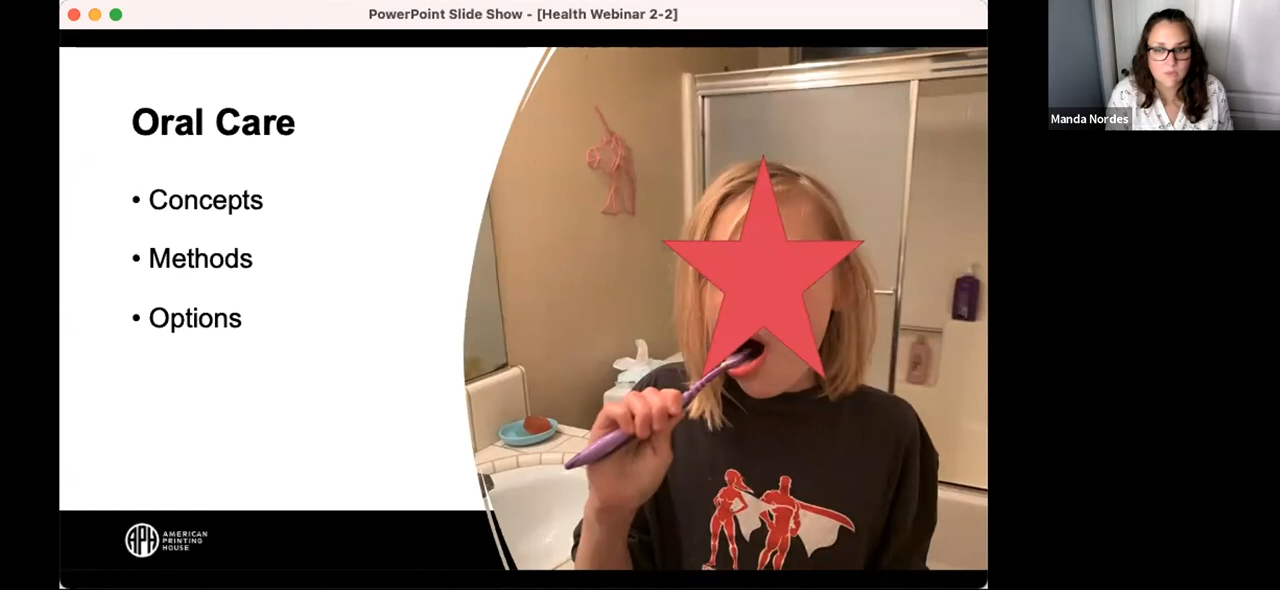 PowerPoint Slide Show - [Health Webinar 2-2]
Oral Care
• Concepts
• Methods
• Options
APH
AMERICAN
PRINTING
HOUSE
Manda Nordes